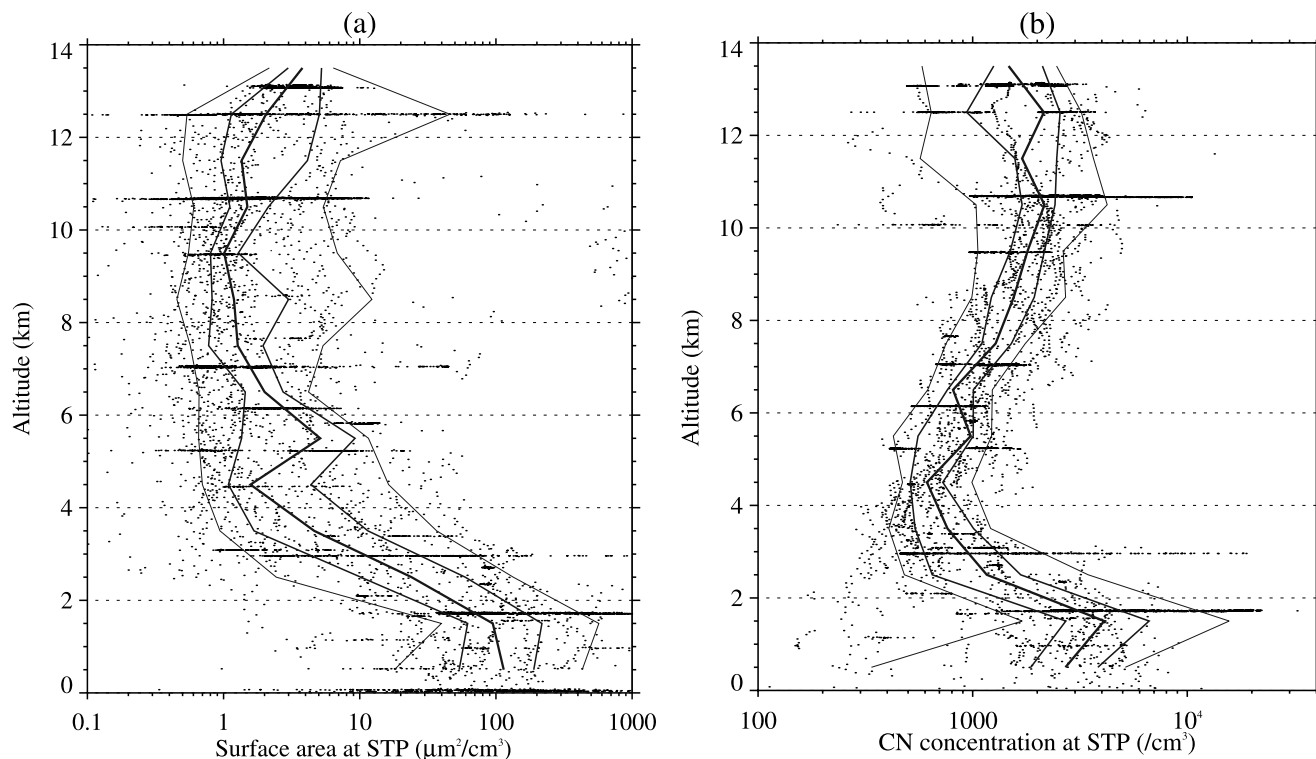 (a)
14
12
10
8
6
4
2
0
Altitude (km)
0.1 1 10 100 1000
Surface area at STP (μm²/cm³)
(b)
14
12
10
8
6
4
2
0
Altitude (km)
100 1000 10⁴
CN concentration at STP (/cm³)